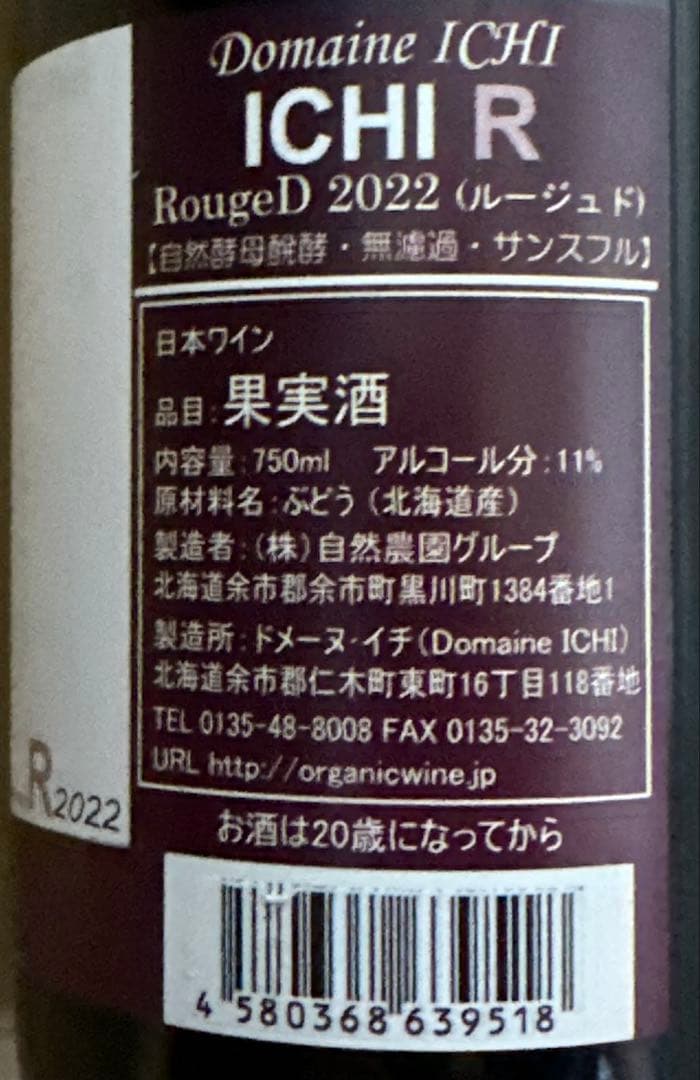 Domaine ICHI
ICHI R
RougeD 2022 (ルージュ ド)
【自然酵母醗酵・無濾過・サンスフル】
日本ワイン
品目:果実酒
内容量:750ml アルコール分:11%
原材料名:ぶどう(北海道産)
製造者:(株)自然農園グループ
北海道余市郡余市町黒川町1384番地1
製造所:ドメーヌ・イチ(Domaine ICHI)
北海道余市郡仁木町東町16丁目118番地
TEL 0135-48-8008 FAX 0135-32-3092
URL http://organicwine.jp
お酒は20歳になってから
4 580368 639518
R2022